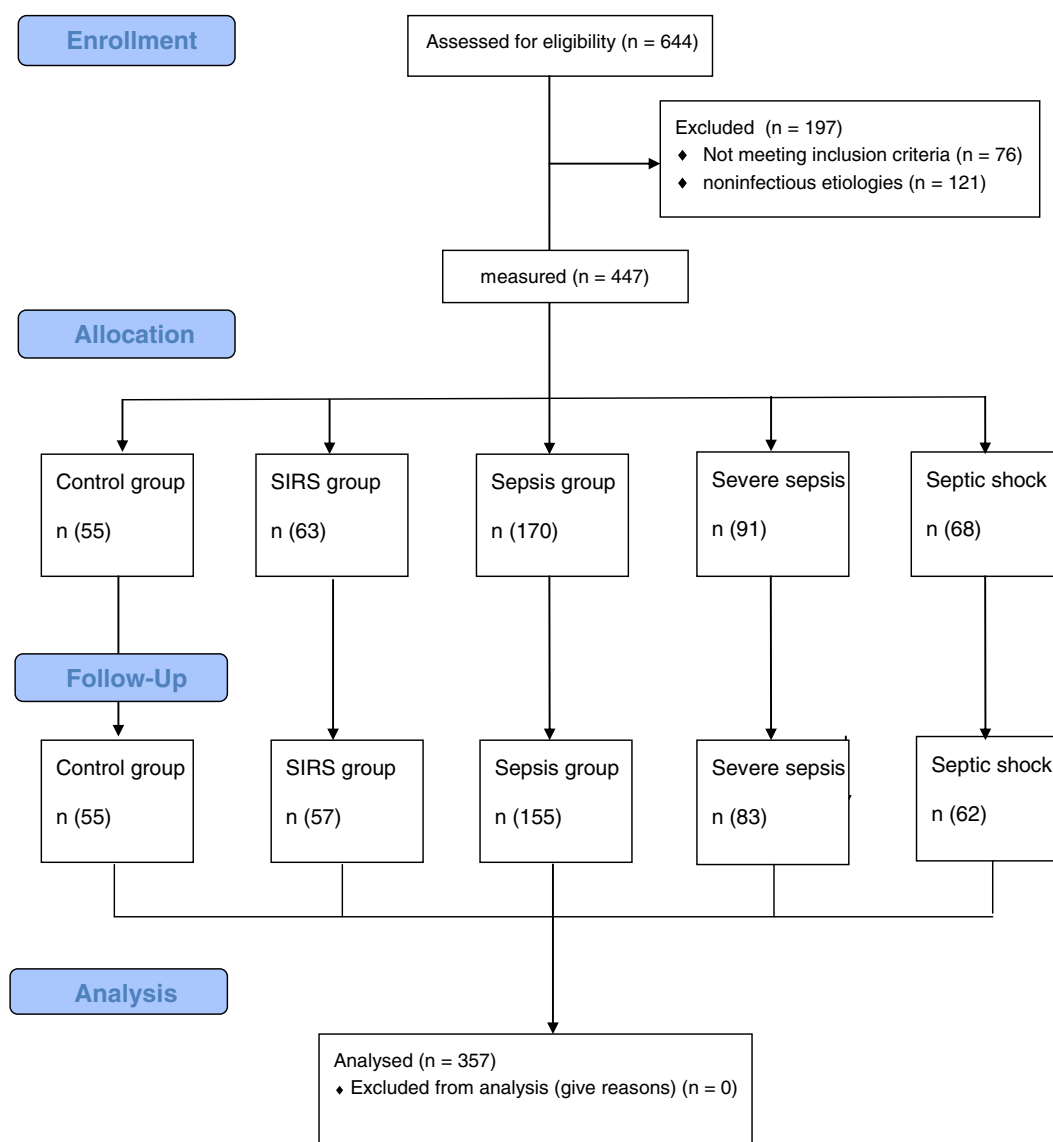 Enrollment
Assessed for eligibility (n = 644)
Excluded (n = 197)
♦ Not meeting inclusion criteria (n = 76)
♦ noninfectious etiologies (n = 121)
measured (n = 447)
Allocation
Control group
n (55)
SIRS group
n (63)
Sepsis group
n (170)
Severe sepsis
n (91)
Septic shock
n (68)
Follow-Up
Control group
n (55)
SIRS group
n (57)
Sepsis group
n (155)
Severe sepsis
n (83)
Septic shock
n (62)
Analysis
Analysed (n = 357)
♦ Excluded from analysis (give reasons) (n = 0)